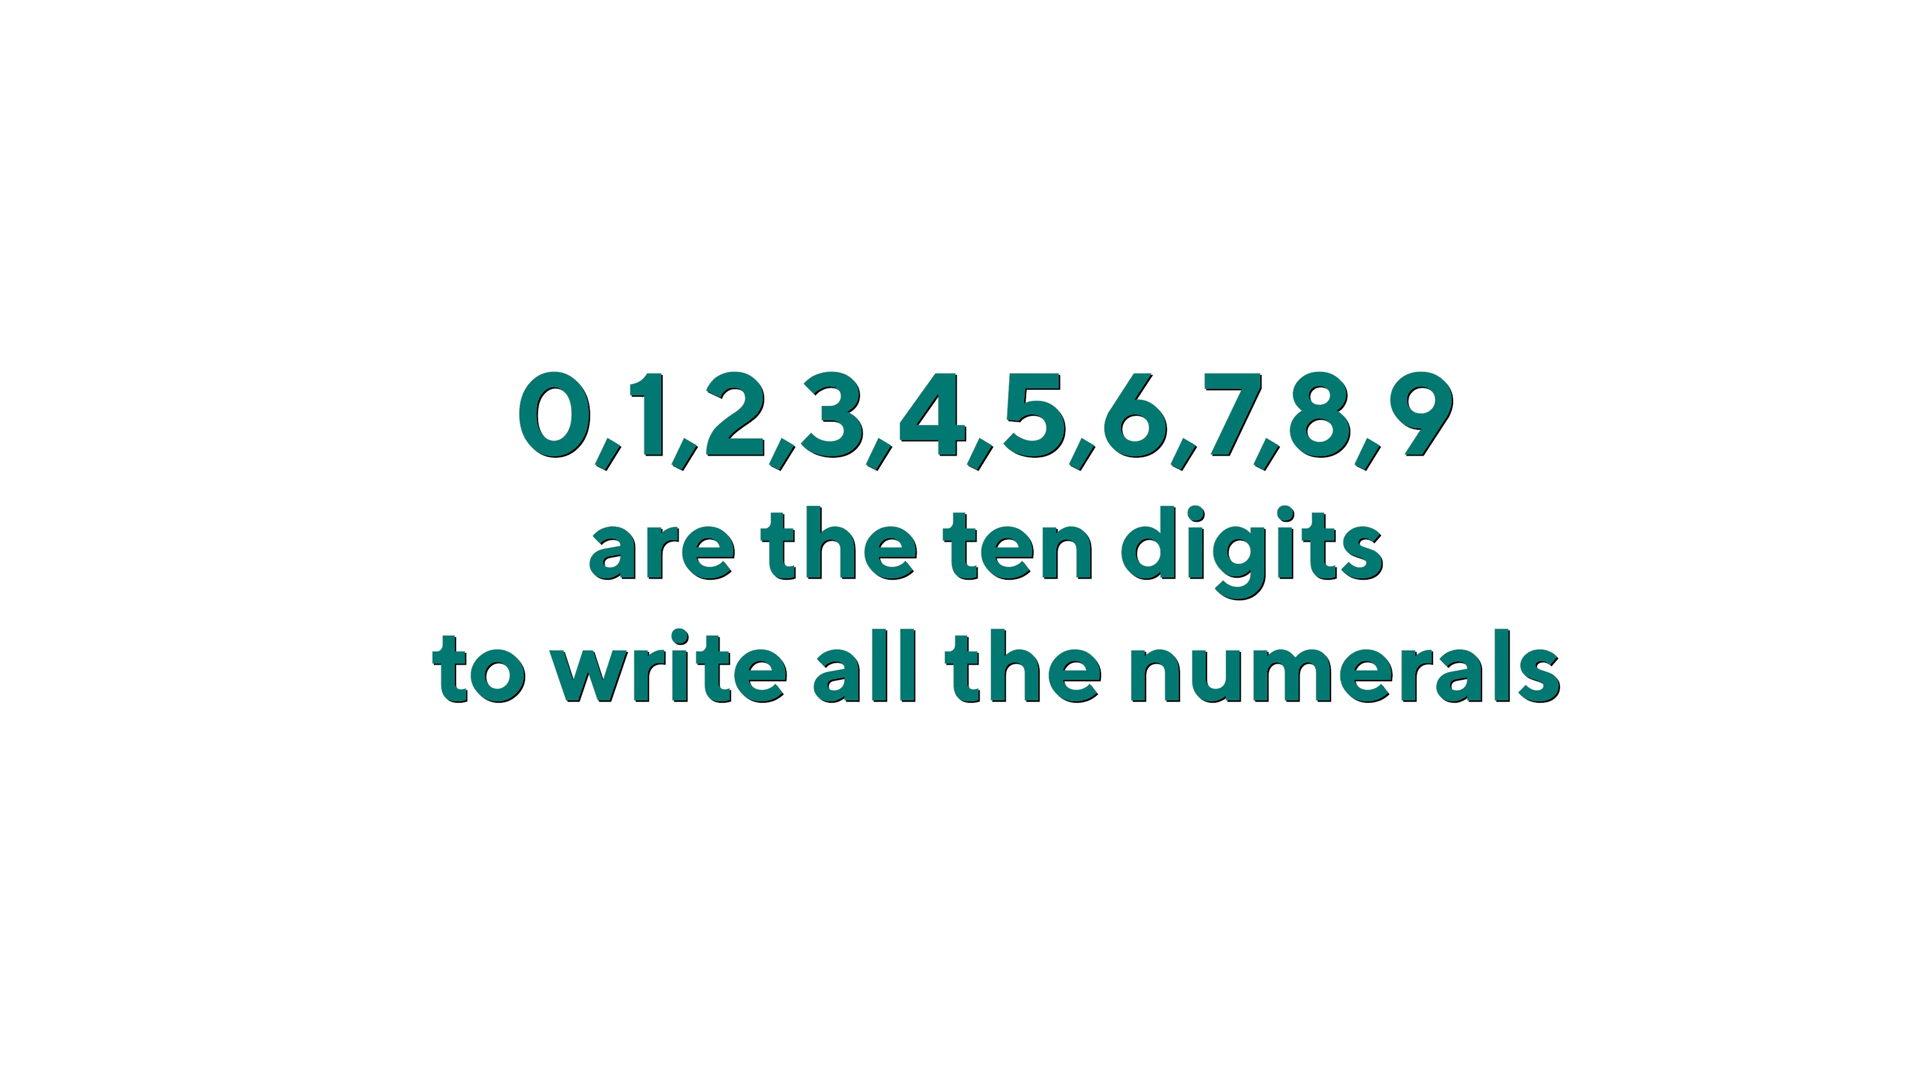 0,1,2,3,4,5,6,7,8,9
are the ten digits
to write all the numerals